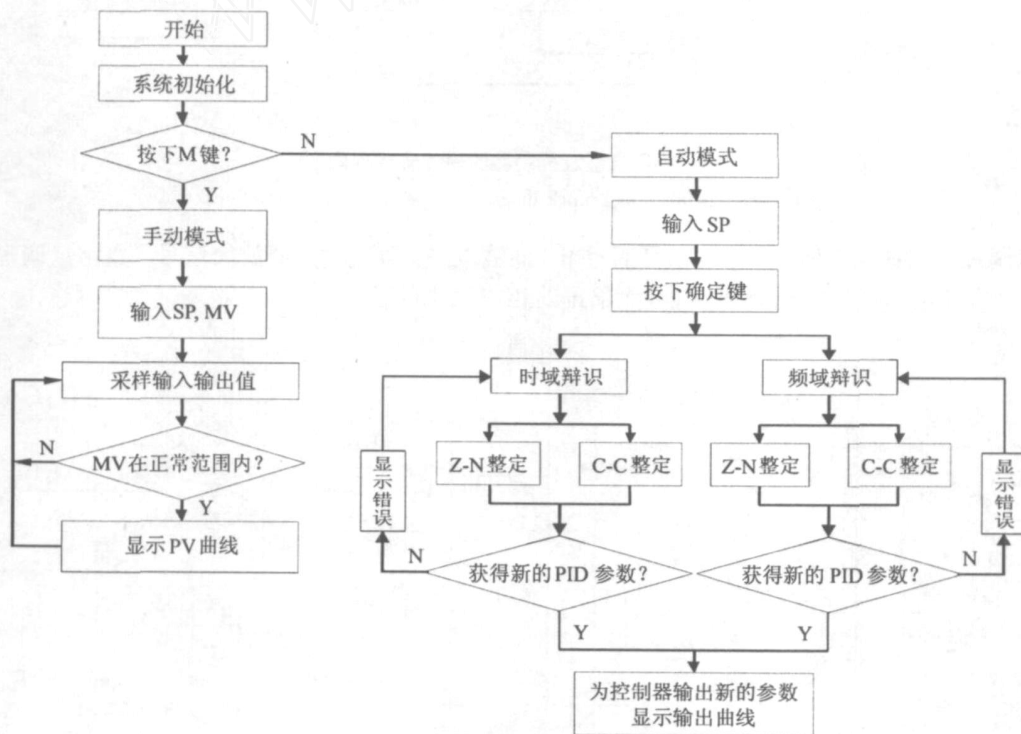 开始
系统初始化
按下M键?
N
Y
手动模式
输入SP, MV
采样输入输出值
N
MV在正常范围内?
Y
显示PV曲线
自动模式
输入SP
按下确定键
时域辩识
频域辩识
Z-N整定
C-C整定
Z-N整定
C-C整定
显示错误
显示错误
N
获得新的PID参数?
获得新的PID参数?
N
Y
Y
为控制器输出新的参数
显示输出曲线